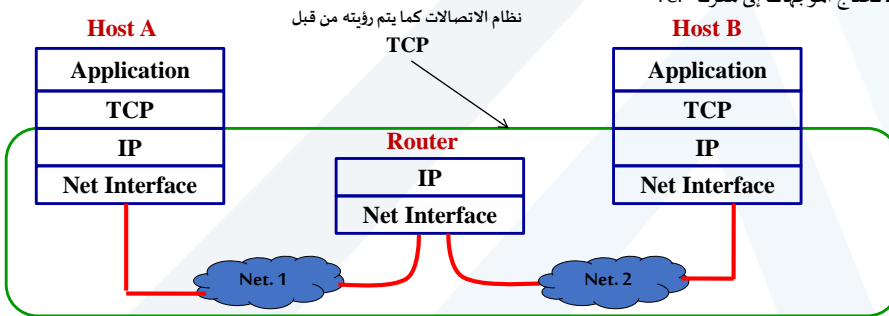 TCP
نظام الاتصالات كما يتم رؤيته من قبل
TCP
Host A
Host B
Application
TCP
IP
Net Interface
Router
IP
Net Interface
Application
TCP
IP
Net Interface
Net. 1
Net. 2